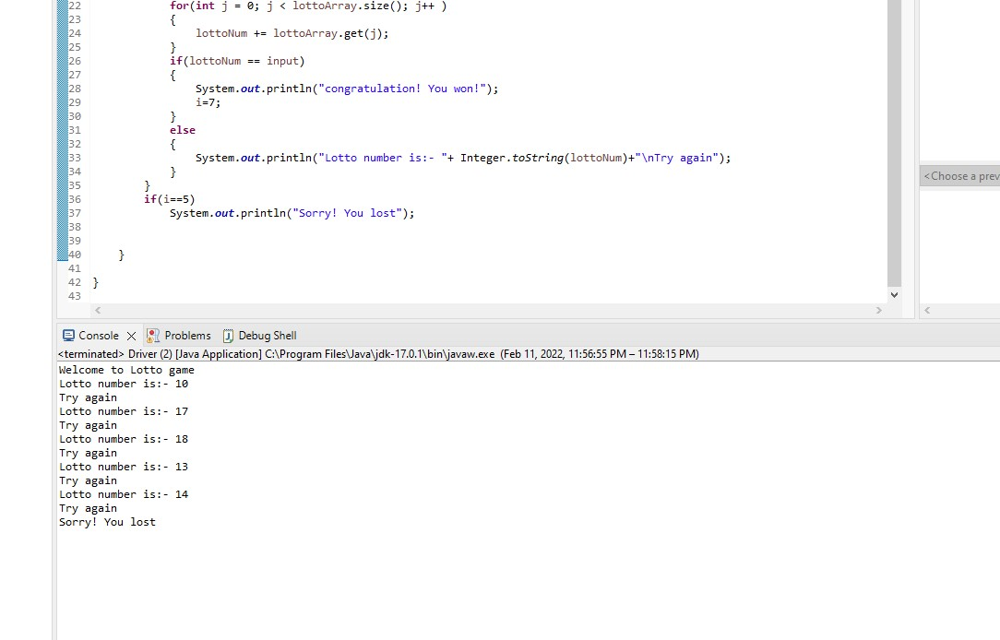 22 for(int j = 0; j < lottoArray.size(); j++ )
23 {
24 lottoNum += lottoArray.get(j);
25 }
26 if(lottoNum == input)
27 {
28 System.out.println("congratulation! You won!");
29 i=7;
30 }
31 else
32 {
33 System.out.println("Lotto number is:- "+ Integer.toString(lottoNum)+"\nTry again");
34 }
35 }
36 if(i==5)
37 System.out.println("Sorry! You lost");
38
39
40 }
41
42 }
43
<Choose a prev
Console Problems Debug Shell
<terminated> Driver (2) [Java Application] C:\Program Files\Java\jdk-17.0.1\bin\javaw.exe (Feb 11, 2022, 11:56:55 PM – 11:58:15 PM)
Welcome to Lotto game
Lotto number is:- 10
Try again
Lotto number is:- 17
Try again
Lotto number is:- 18
Try again
Lotto number is:- 13
Try again
Lotto number is:- 14
Try again
Sorry! You lost